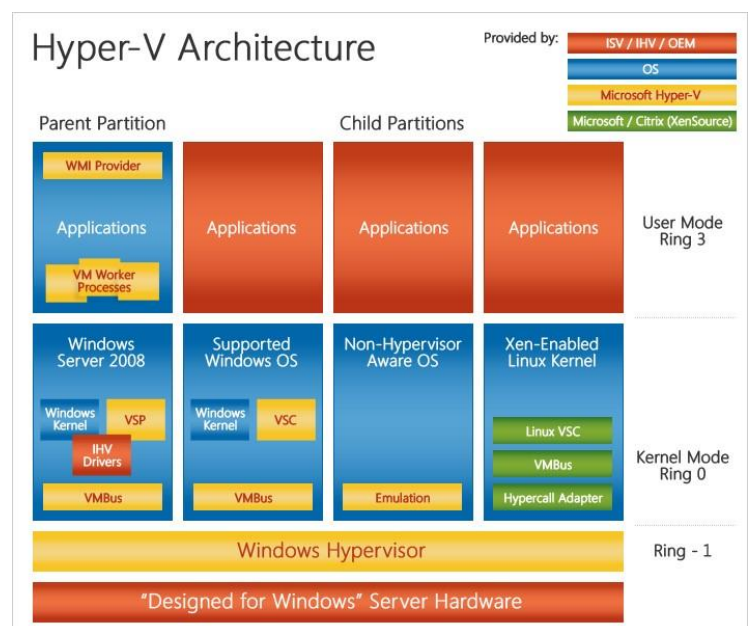 Hyper-V Architecture
Provided by:
ISV / IHV / OEM
OS
Microsoft Hyper-V
Microsoft / Citrix (XenSource)
Parent Partition
Child Partitions
WMI Provider
Applications
VM Worker
Processes
Applications
Applications
Applications
User Mode
Ring 3
Windows
Server 2008
Windows
Kernel
VSP
IHV
Drivers
VMBus
Supported
Windows OS
Windows
Kernel
VSC
VMBus
Non-Hypervisor
Aware OS
Emulation
Xen-Enabled
Linux Kernel
Linux VSC
VMBus
Hypercall Adapter
Kernel Mode
Ring 0
Windows Hypervisor
Ring - 1
"Designed for Windows" Server Hardware